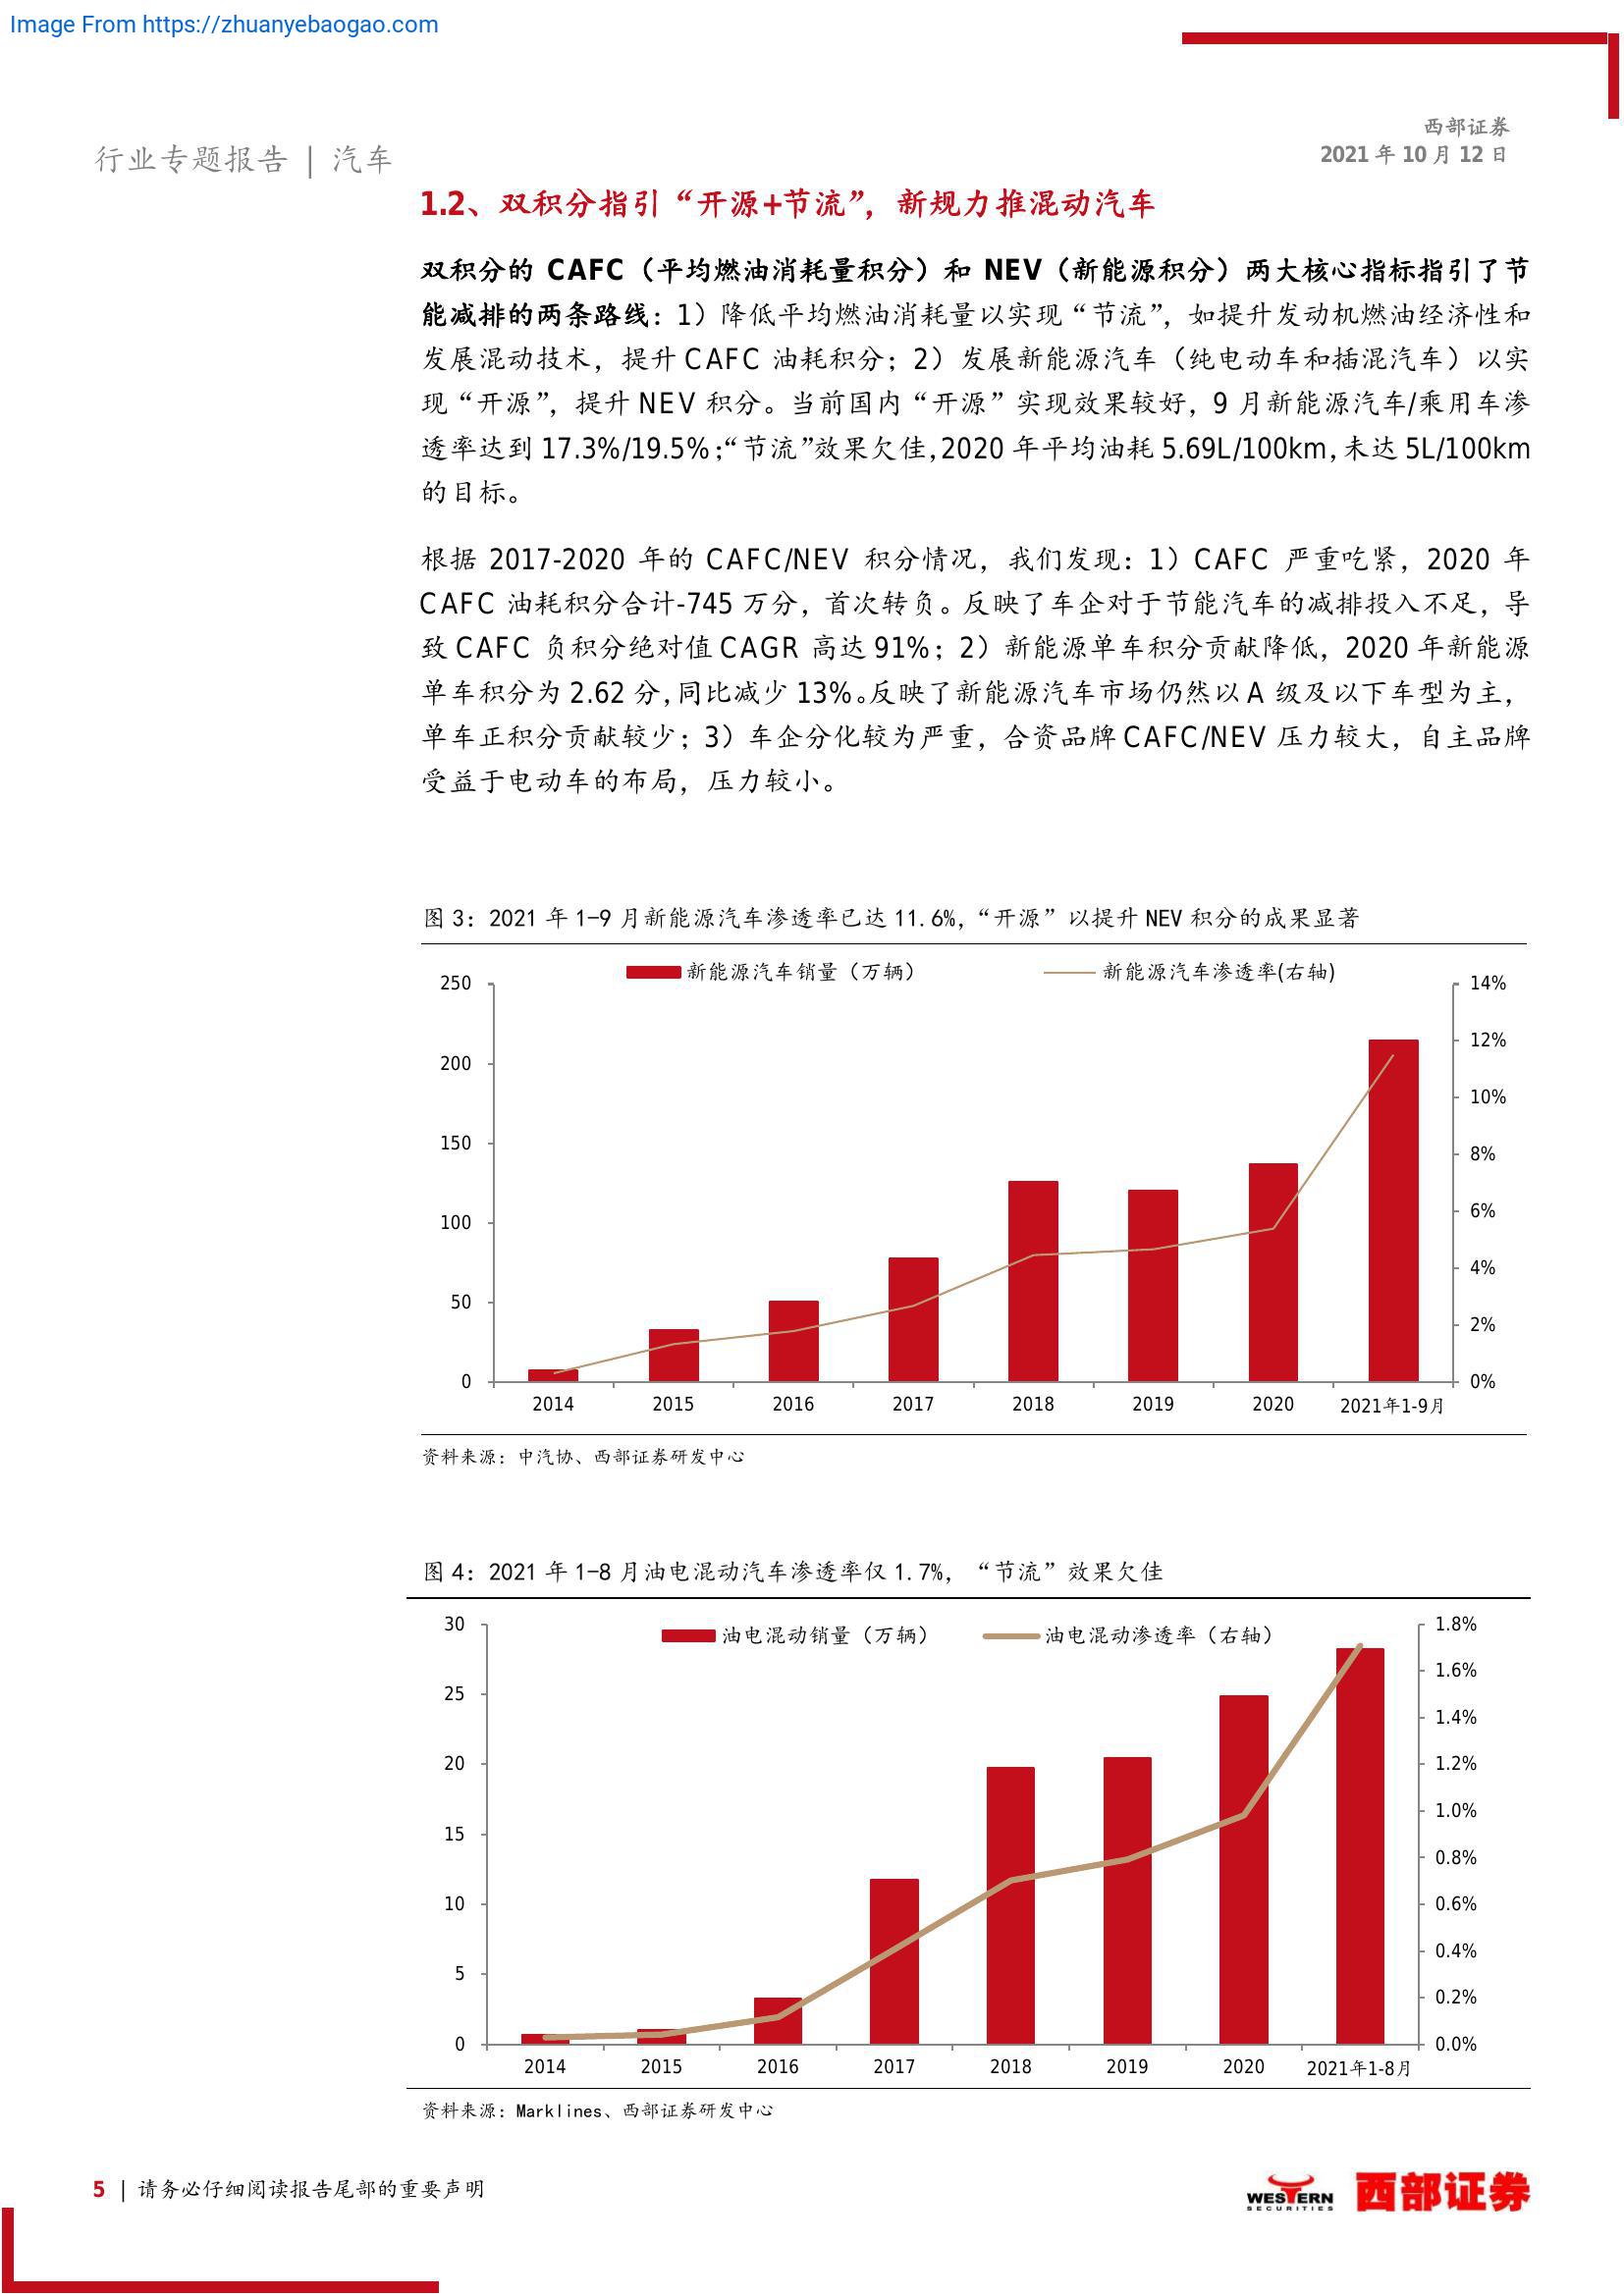 Image From https://zhuanyebaogao.com
西部证券
2021 年 10 月 12 日
行业专题报告 | 汽车
1.2、双积分指引“开源+节流”，新规力推混动汽车
双积分的 CAFC（平均燃油消耗量积分）和 NEV（新能源积分）两大核心指标指引了节
能减排的两条路线：1）降低平均燃油消耗量以实现“节流”，如提升发动机燃油经济性和
发展混动技术，提升 CAFC 油耗积分；2）发展新能源汽车（纯电动车和插混汽车）以实
现“开源”，提升 NEV 积分。当前国内“开源”实现效果较好，9 月新能源汽车/乘用车渗
透率达到 17.3%/19.5%；“节流”效果欠佳，2020 年平均油耗 5.69L/100km，未达 5L/100km
的目标。
根据 2017-2020 年的 CAFC/NEV 积分情况，我们发现：1）CAFC 严重吃紧，2020 年
CAFC 油耗积分合计-745 万分，首次转负。反映了车企对于节能汽车的减排投入不足，导
致 CAFC 负积分绝对值 CAGR 高达 91%；2）新能源单车积分贡献降低，2020 年新能源
单车积分为 2.62 分，同比减少 13%。反映了新能源汽车市场仍然以 A 级及以下车型为主，
单车正积分贡献较少；3）车企分化较为严重，合资品牌 CAFC/NEV 压力较大，自主品牌
受益于电动车的布局，压力较小。
图 3：2021 年 1-9 月新能源汽车渗透率已达 11.6%，“开源”以提升 NEV 积分的成果显著
新能源汽车销量（万辆） 新能源汽车渗透率(右轴)
250 14%
12%
200
10%
150
8%
100 6%
4%
50
2%
0 0%
2014 2015 2016 2017 2018 2019 2020 2021年1-9月
资料来源：中汽协、西部证券研发中心
图 4：2021 年 1-8 月油电混动汽车渗透率仅 1.7%，“节流”效果欠佳
油电混动销量（万辆） 油电混动渗透率（右轴）
30 1.8%
1.6%
25
1.4%
20 1.2%
1.0%
15
0.8%
10 0.6%
0.4%
5
0.2%
0 0.0%
2014 2015 2016 2017 2018 2019 2020 2021年1-8月
资料来源：Marklines、西部证券研发中心
5 | 请务必仔细阅读报告尾部的重要声明
WESTERN
SECURITIES
西部证券